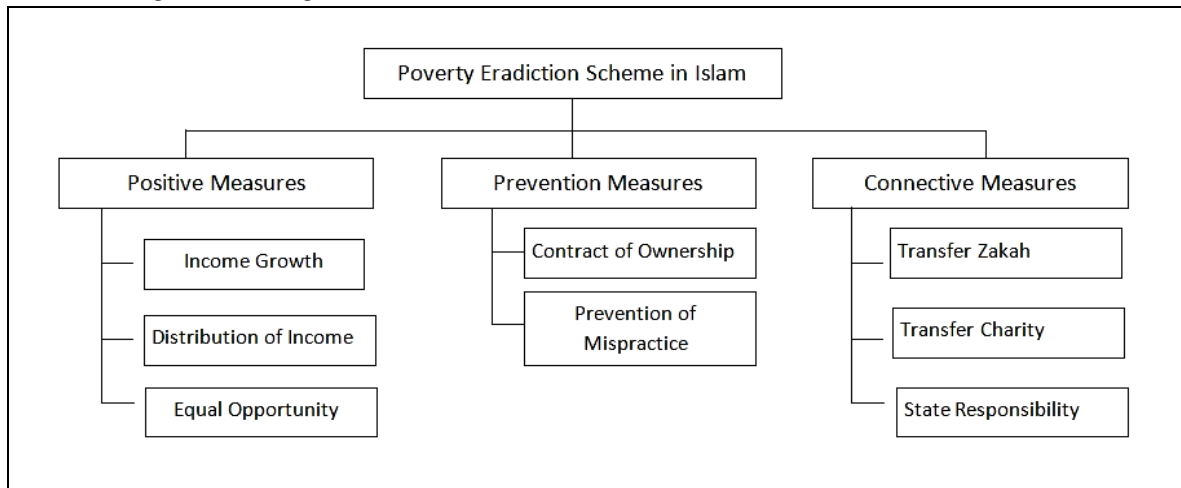 Poverty Eradiction Scheme in Islam
Positive Measures
Income Growth
Distribution of Income
Equal Opportunity
Prevention Measures
Contract of Ownership
Prevention of
Mispractice
Connective Measures
Transfer Zakah
Transfer Charity
State Responsibility